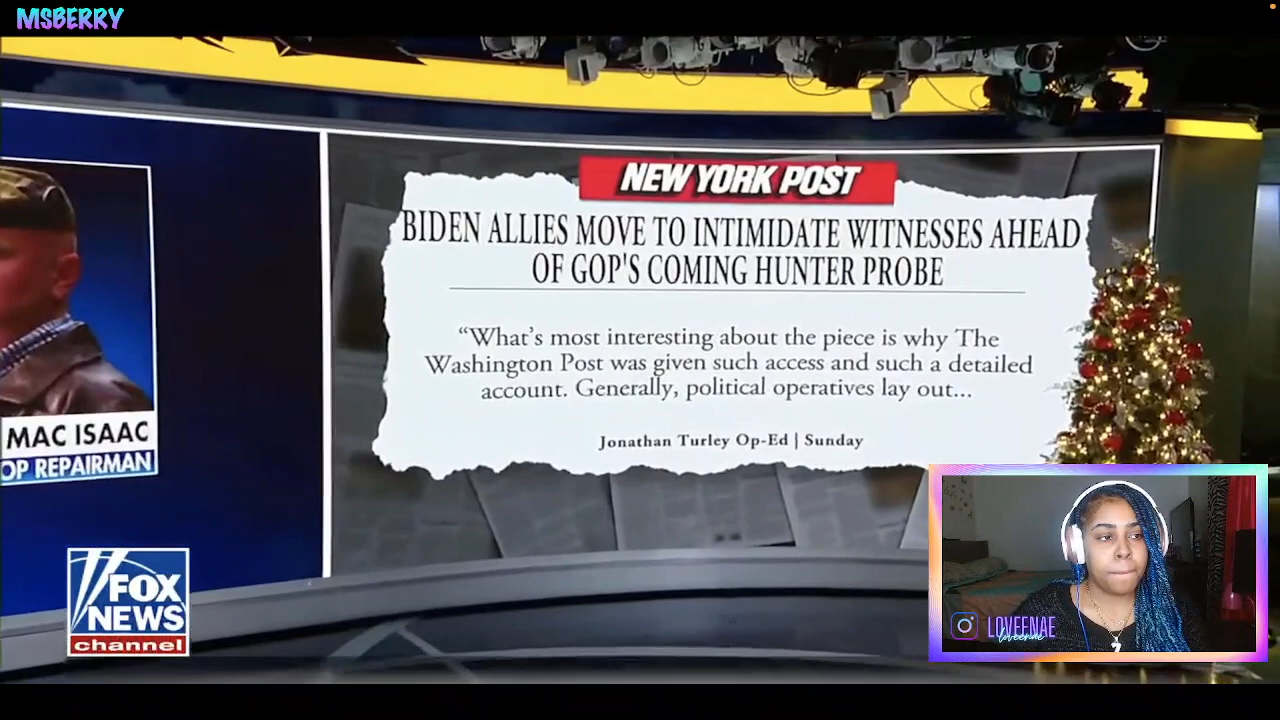 MSBERRY
NEW YORK POST
BIDEN ALLIES MOVE TO INTIMIDATE WITNESSES AHEAD
OF GOP'S COMING HUNTER PROBE
“What’s most interesting about the piece is why The
Washington Post was given such access and such a detailed
account. Generally, political operatives lay out...
Jonathan Turley Op-Ed | Sunday
MAC ISAAC
OP REPAIRMAN
FOX
NEWS
channel
LOVEENAE
loveenae